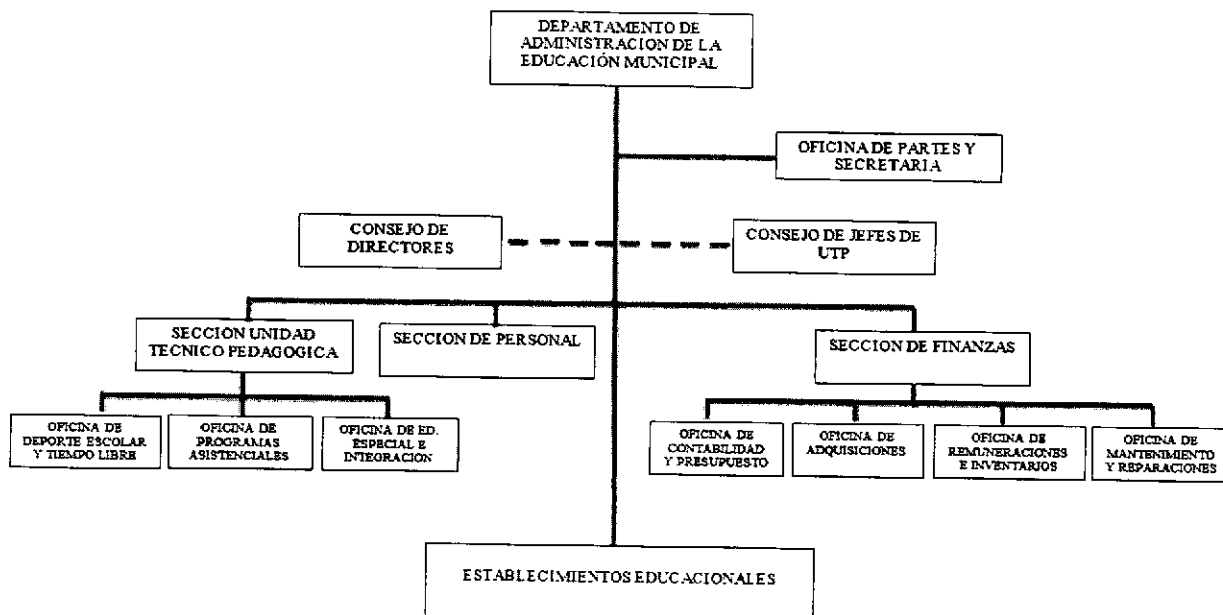 DEPARTAMENTO DE
ADMINISTRACION DE LA
EDUCACIÓN MUNICIPAL
OFICINA DE PARTES Y
SECRETARIA
CONSEJO DE
DIRECTORES
CONSEJO DE JEFES DE
UTP
SECCION UNIDAD
TECNICO PEDAGOGICA
SECCION DE PERSONAL
SECCION DE FINANZAS
OFICINA DE
DEPORTE ESCOLAR
Y TIEMPO LIBRE
OFICINA DE
PROGRAMAS
ASISTENCIALES
OFICINA DE ED.
ESPECIAL E
INTEGRACION
OFICINA DE
CONTABILIDAD
Y PRESUPUESTO
OFICINA DE
ADQUISICIONES
OFICINA DE
REMUNERACIONES
E INVENTARIOS
OFICINA DE
MANTENIMIENTO
Y REPARACIONES
ESTABLECIMIENTOS EDUCACIONALES